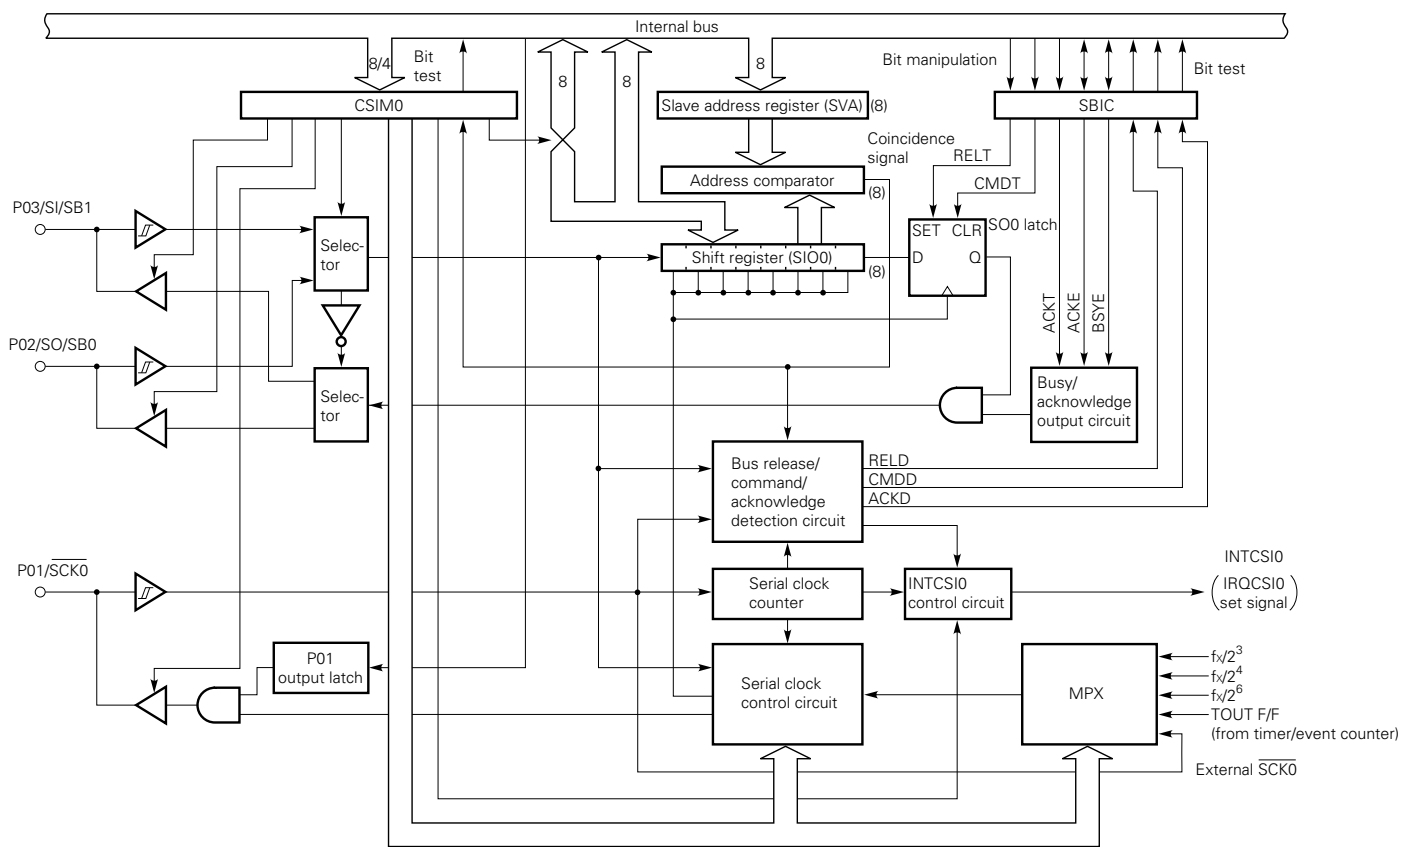 Internal bus
8/4
Bit
test
8
8
8
Bit manipulation
Bit test
CSIM0
Slave address register (SVA)
(8)
SBIC
Coincidence
signal
RELT
CMDT
Address comparator
(8)
P03/SI/SB1
Selec-
tor
SET
CLR
SO0 latch
D
Q
Shift register (SIO0)
(8)
ACKT
ACKE
BSYE
P02/SO/SB0
Selec-
tor
Busy/
acknowledge
output circuit
Bus release/
command/
acknowledge
detection circuit
RELD
CMDD
ACKD
P01/S̅C̅K̅0̅
Serial clock
counter
INTCSI0
control circuit
INTCSI0
(IRQCSI0
set signal)
P01
output latch
Serial clock
control circuit
MPX
fX/2³
fX/2⁴
fX/2⁶
TOUT F/F
(from timer/event counter)
External S̅C̅K̅0̅